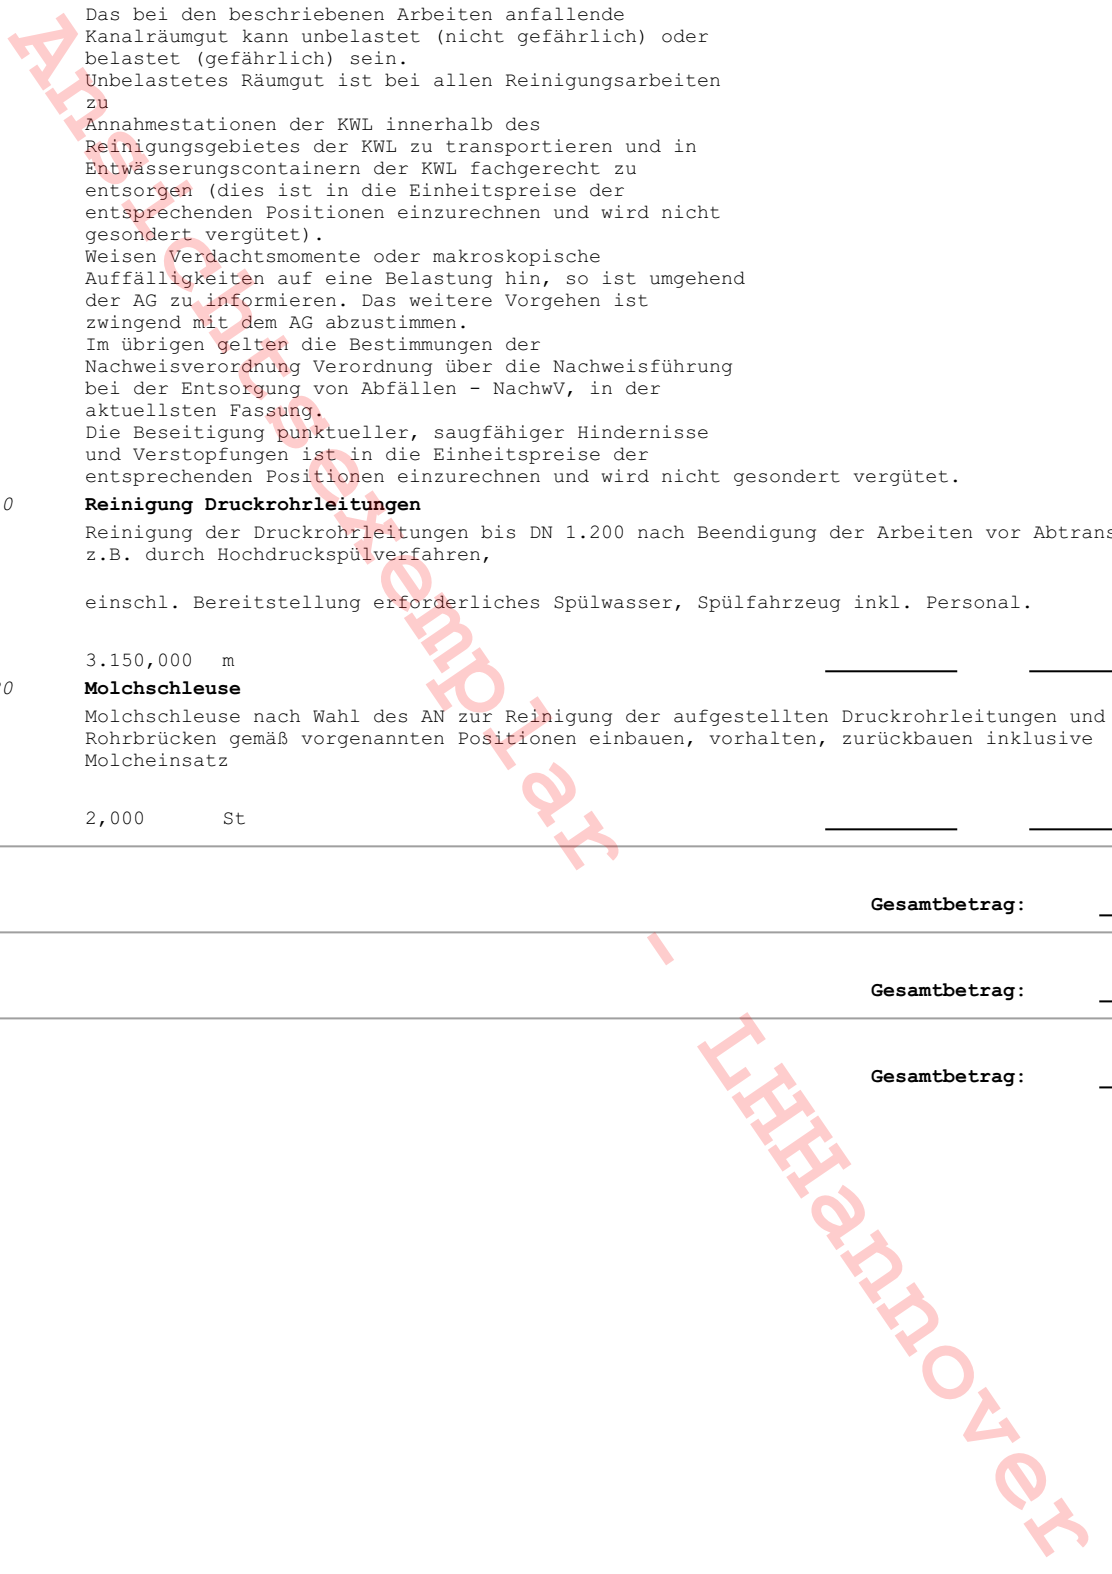 Das bei den beschriebenen Arbeiten anfallende
Kanalräumgut kann unbelastet (nicht gefährlich) oder
belastet (gefährlich) sein.
Unbelastetes Räumgut ist bei allen Reinigungsarbeiten
zu
Annahmestationen der KWL innerhalb des
Reinigungsgebietes der KWL zu transportieren und in
Entwässerungscontainern der KWL fachgerecht zu
entsorgen (dies ist in die Einheitspreise der
entsprechenden Positionen einzurechnen und wird nicht
gesondert vergütet).
Weisen Verdachtsmomente oder makroskopische
Auffälligkeiten auf eine Belastung hin, so ist umgehend
der AG zu informieren. Das weitere Vorgehen ist
zwingend mit dem AG abzustimmen.
Im übrigen gelten die Bestimmungen der
Nachweisverordnung Verordnung über die Nachweisführung
bei der Entsorgung von Abfällen - NachwV, in der
aktuellsten Fassung.
Die Beseitigung punktueller, saugfähiger Hindernisse
und Verstopfungen ist in die Einheitspreise der
entsprechenden Positionen einzurechnen und wird nicht gesondert vergütet.
0 Reinigung Druckrohrleitungen
Reinigung der Druckrohrleitungen bis DN 1.200 nach Beendigung der Arbeiten vor Abtrans
z.B. durch Hochdruckspülverfahren,
einschl. Bereitstellung erforderliches Spülwasser, Spülfahrzeug inkl. Personal.
3.150,000 m
0 Molchschleuse
Molchschleuse nach Wahl des AN zur Reinigung der aufgestellten Druckrohrleitungen und
Rohrbrücken gemäß vorgenannten Positionen einbauen, vorhalten, zurückbauen inklusive
Molcheinsatz
2,000 St
Gesamtbetrag:
Gesamtbetrag:
Gesamtbetrag:
Ansichtsexemplar - LHHannover